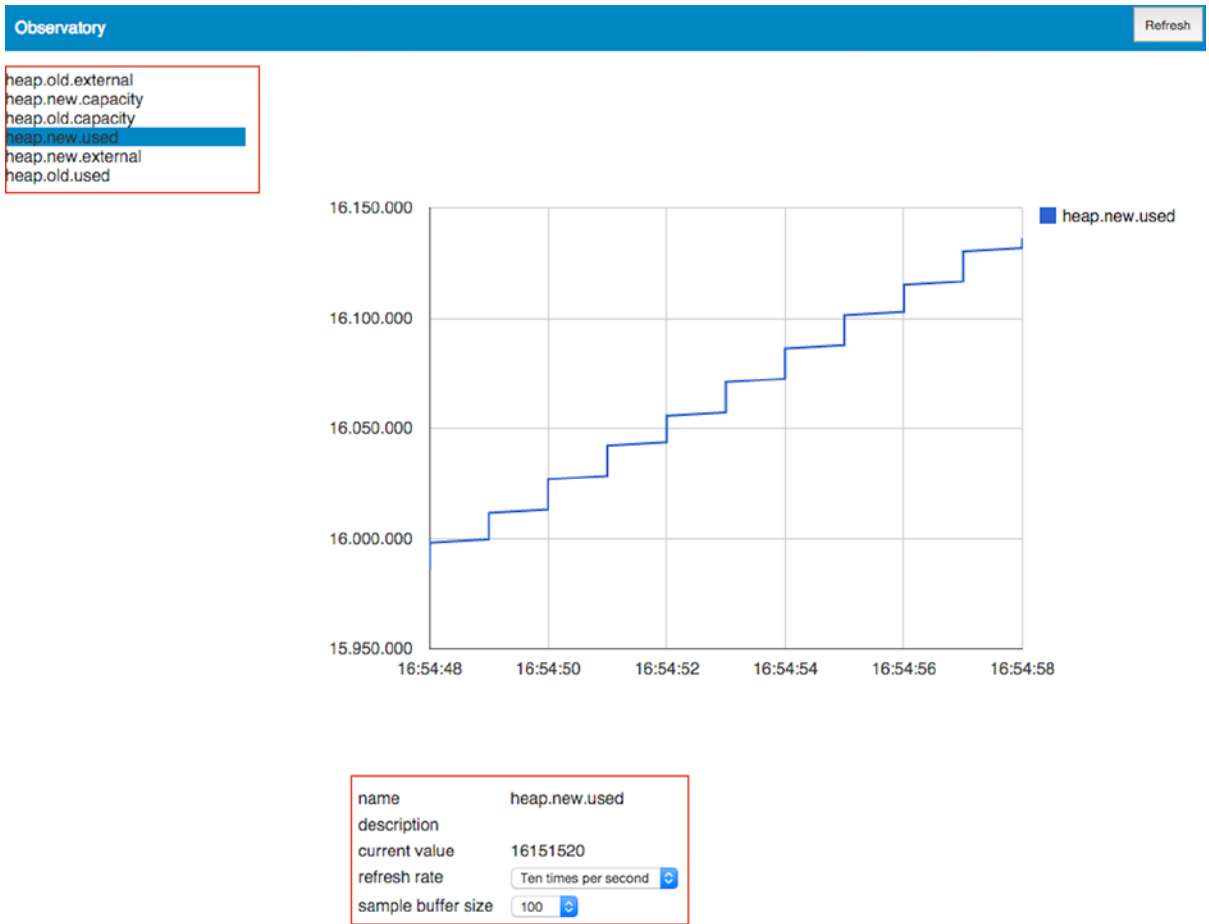 Observatory
Refresh
heap.old.external
heap.new.capacity
heap.old.capacity
heap.new.used
heap.new.external
heap.old.used
16.150.000
heap.new.used
16.100.000
16.050.000
16.000.000
15.950.000
16:54:48 16:54:50 16:54:52 16:54:54 16:54:56 16:54:58
name heap.new.used
description
current value 16151520
refresh rate Ten times per second
sample buffer size 100